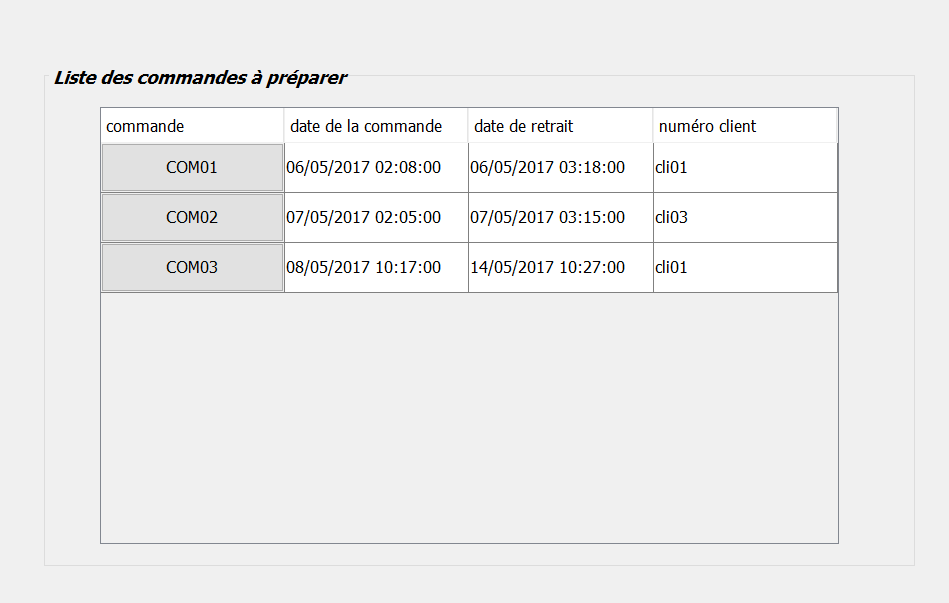 Liste des commandes à préparer
commande date de la commande date de retrait numéro client
COM01 06/05/2017 02:08:00 06/05/2017 03:18:00 cli01
COM02 07/05/2017 02:05:00 07/05/2017 03:15:00 cli03
COM03 08/05/2017 10:17:00 14/05/2017 10:27:00 cli01